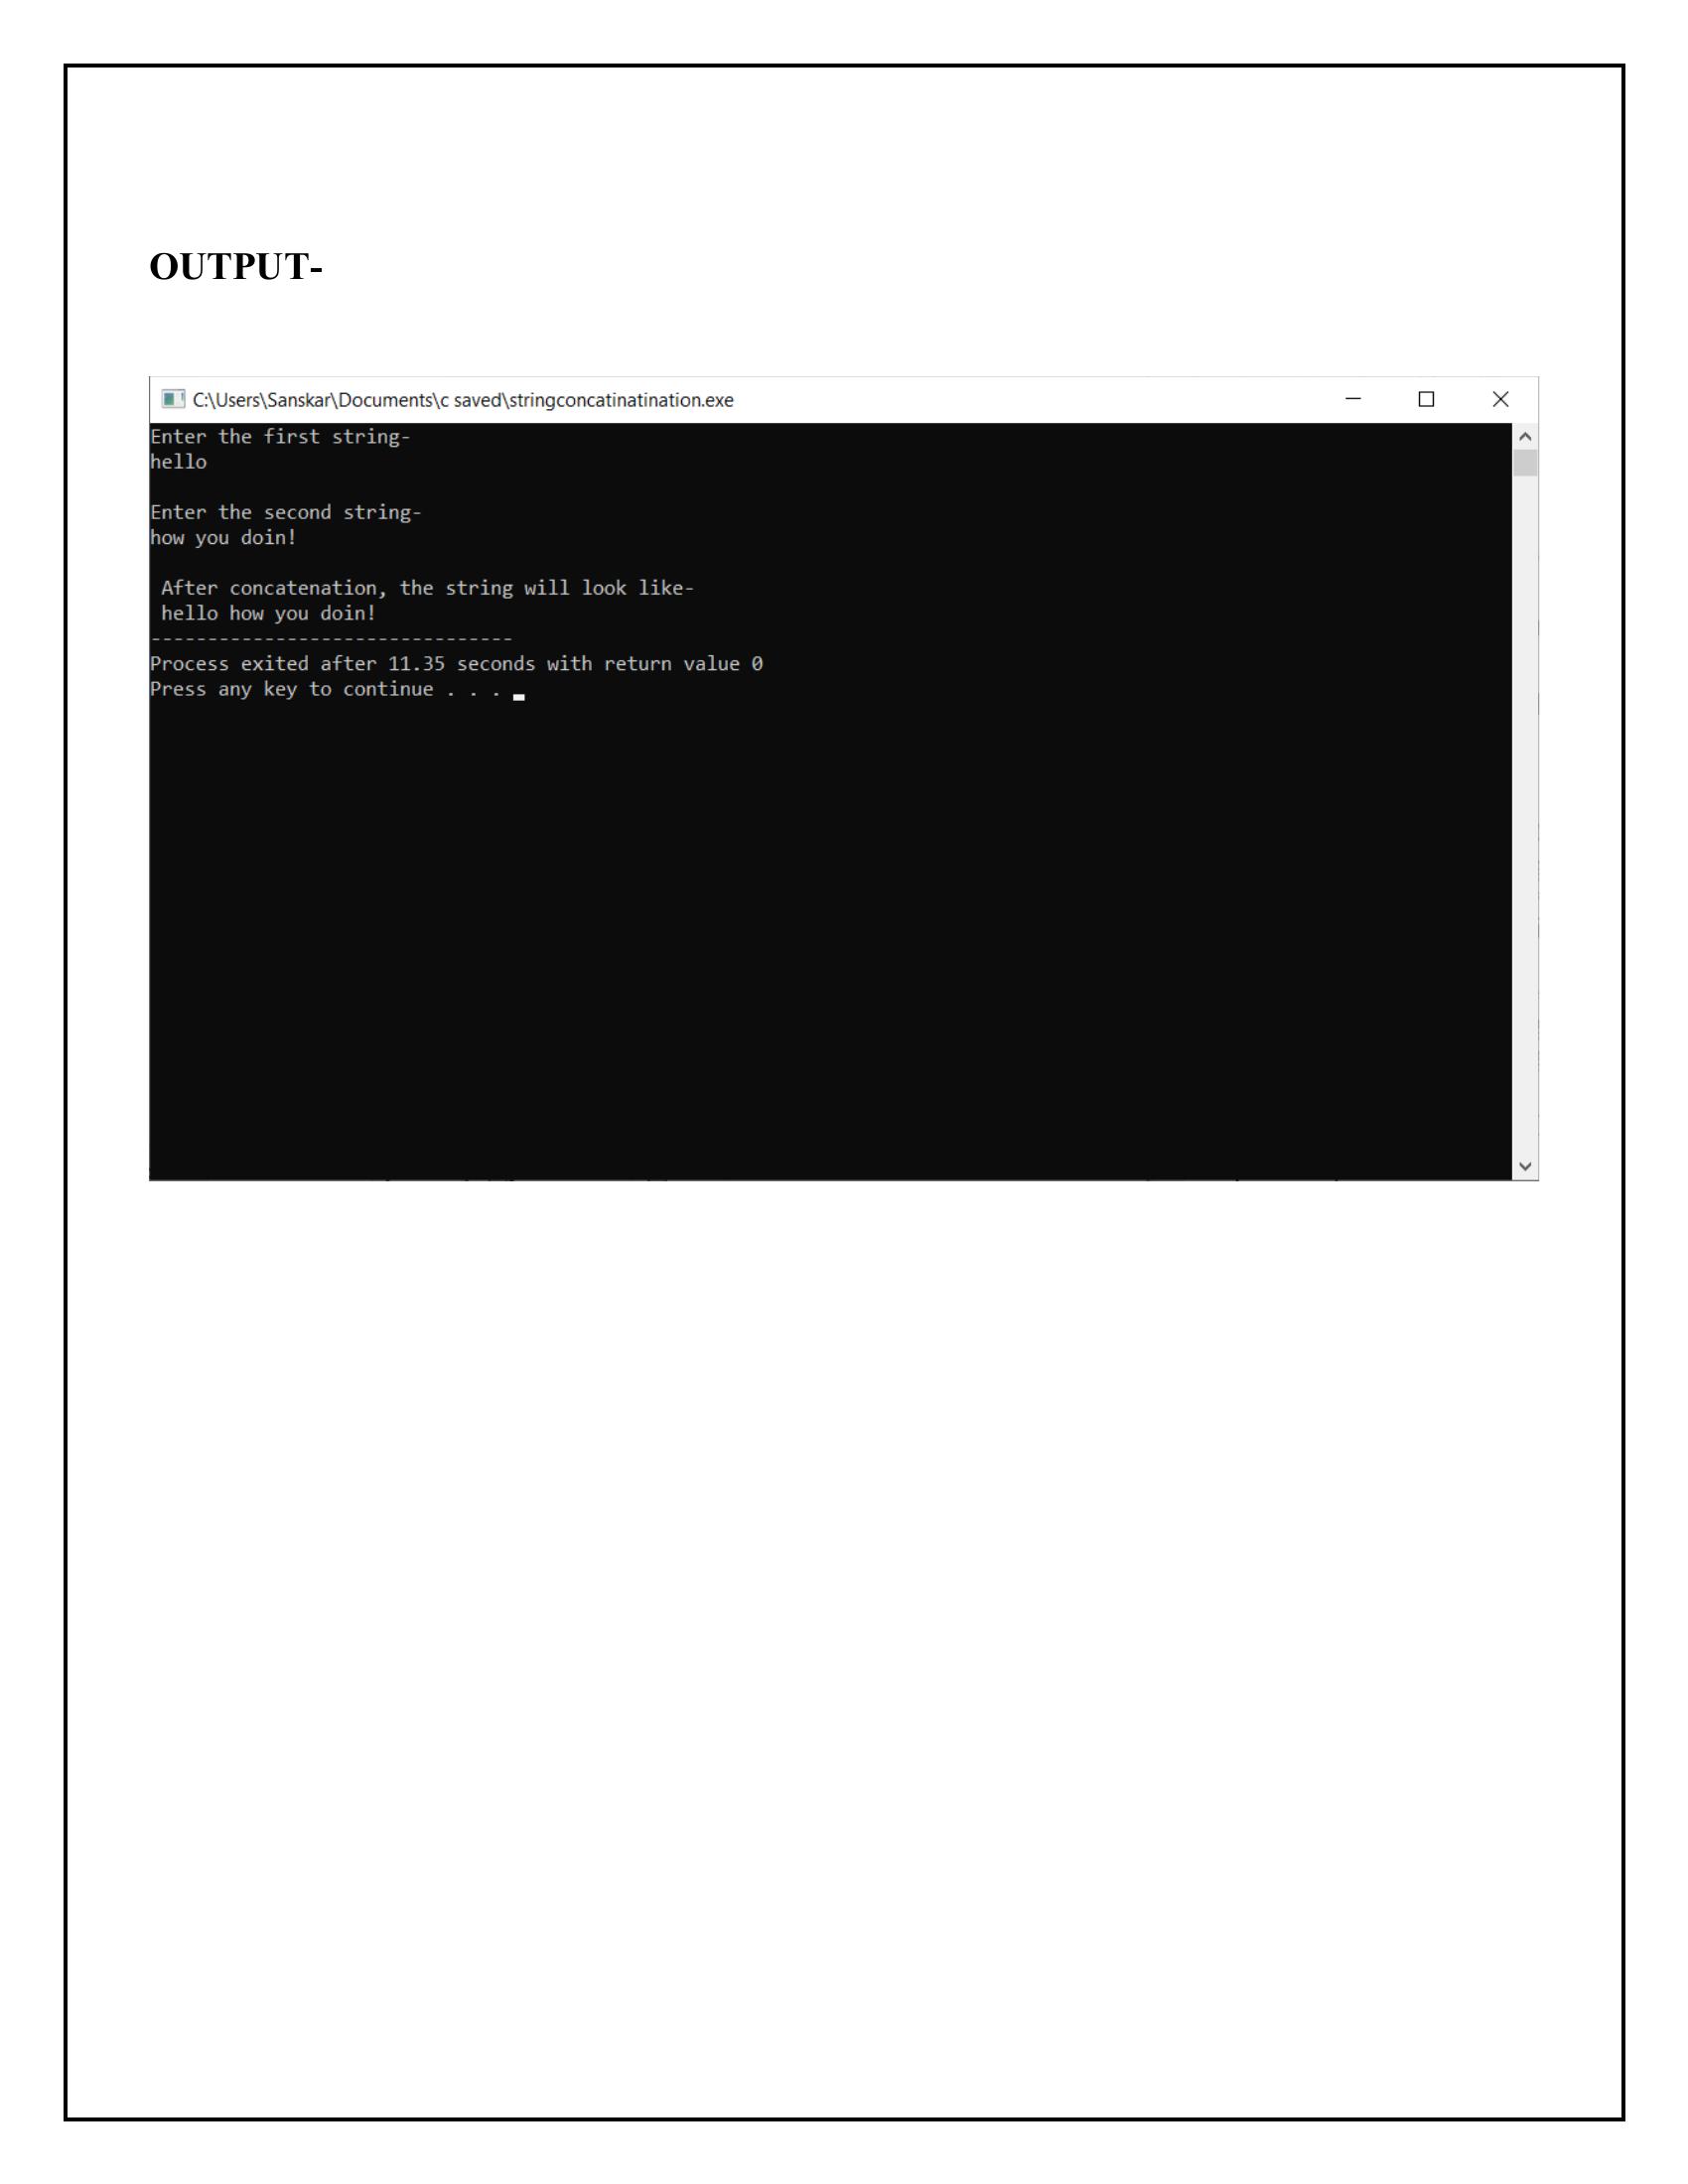 OUTPUT-
C:\Users\Sanskar\Documents\c saved\stringconcatinatination.exe
Enter the first string-
hello
Enter the second string-
how you doin!
After concatenation, the string will look like-
hello how you doin!
--------------------------------
Process exited after 11.35 seconds with return value 0
Press any key to continue . . .